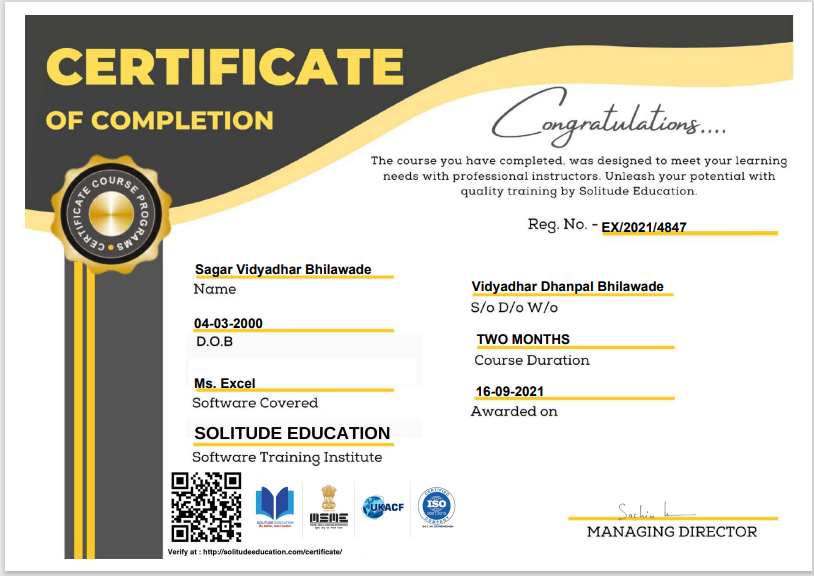 CERTIFICATE
OF COMPLETION
Congratulations....
The course you have completed, was designed to meet your learning
needs with professional instructors. Unleash your potential with
quality training by Solitude Education.
CERTIFICATE COURSE PROGRAMS
Reg. No. - EX/2021/4847
Sagar Vidyadhar Bhilawade
Name
Vidyadhar Dhanpal Bhilawade
S/o D/o W/o
04-03-2000
D.O.B
TWO MONTHS
Course Duration
Ms. Excel
Software Covered
16-09-2021
Awarded on
SOLITUDE EDUCATION
Software Training Institute
SOLITUDE EDUCATION
MSME
UKACF
CERTIFIED
ISO
COMPANY
Sachin
MANAGING DIRECTOR
Verify at : http://solitudeeducation.com/certificate/